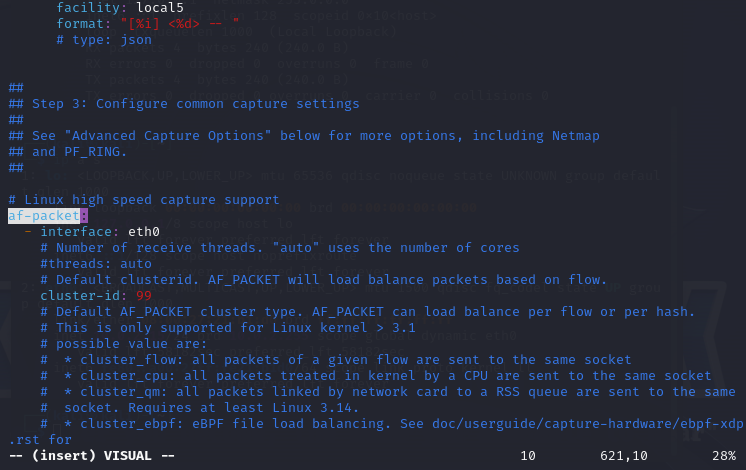 facility: local5
format: "[%i] <%d> -- "
# type: json
##
## Step 3: Configure common capture settings
##
## See "Advanced Capture Options" below for more options, including Netmap
## and PF_RING.
##
# Linux high speed capture support
af-packet:
- interface: eth0
# Number of receive threads. "auto" uses the number of cores
#threads: auto
# Default clusterid. AF_PACKET will load balance packets based on flow.
cluster-id: 99
# Default AF_PACKET cluster type. AF_PACKET can load balance per flow or per hash.
# This is only supported for Linux kernel > 3.1
# possible value are:
#  * cluster_flow: all packets of a given flow are sent to the same socket
#  * cluster_cpu: all packets treated in kernel by a CPU are sent to the same socket
#  * cluster_qm: all packets linked by network card to a RSS queue are sent to the same
#  socket. Requires at least Linux 3.14.
#  * cluster_ebpf: eBPF file load balancing. See doc/userguide/capture-hardware/ebpf-xdp
.rst for
-- (insert) VISUAL -- 10 621,10 28%